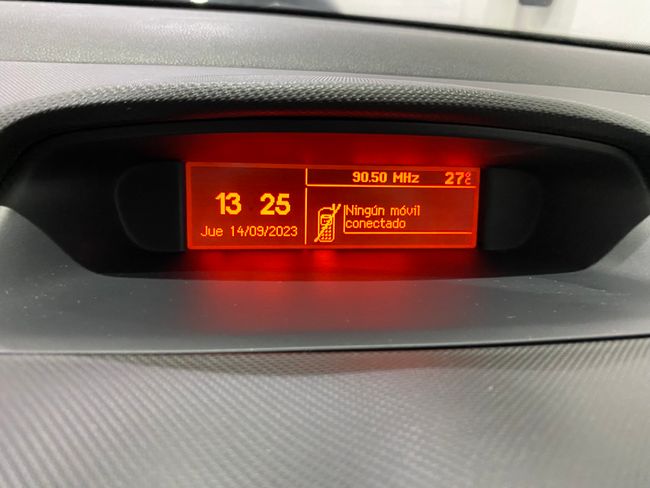 13 25
Jue 14/09/2023
90.50 MHz 27°C
Ningún móvil
conectado